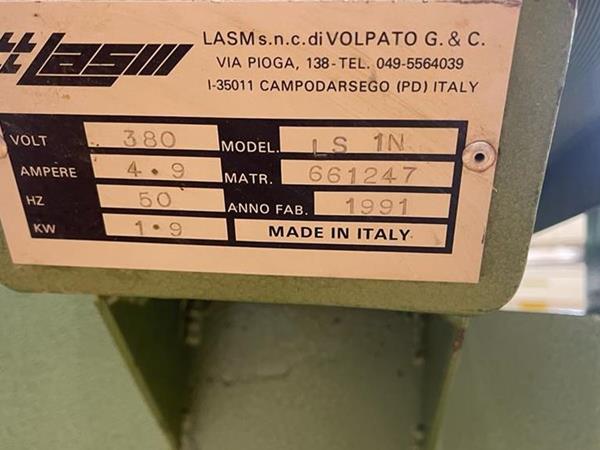 LASM
LASM s.n.c. di VOLPATO G. & C.
VIA PIOGA, 138 - TEL. 049-5564039
I-35011 CAMPODARSEGO (PD) ITALY
VOLT 380 MODEL. LS 1N
AMPERE 4.9 MATR. 661247
HZ 50 ANNO FAB. 1991
KW 1.9 MADE IN ITALY